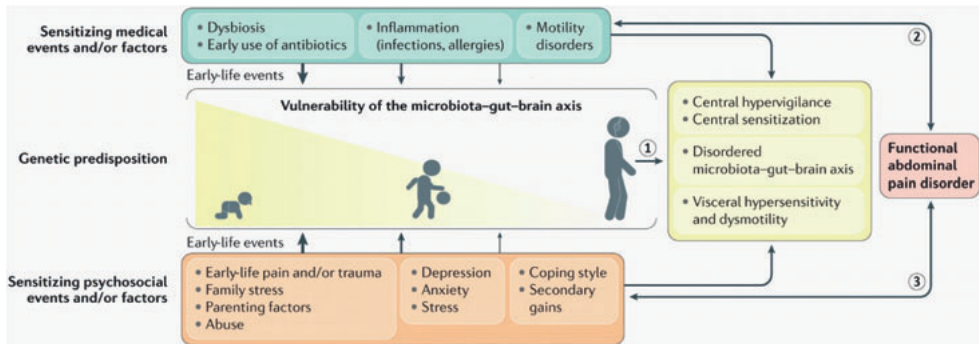 Sensitizing medical
events and/or factors
• Dysbiosis
• Early use of antibiotics
• Inflammation
(infections, allergies)
• Motility
disorders
②
Early-life events
Vulnerability of the microbiota–gut–brain axis
Genetic predisposition
①
• Central hypervigilance
• Central sensitization
• Disordered
microbiota–gut–brain axis
• Visceral hypersensitivity
and dysmotility
Functional
abdominal
pain disorder
Early-life events
Sensitizing psychosocial
events and/or factors
• Early-life pain and/or trauma
• Family stress
• Parenting factors
• Abuse
• Depression
• Anxiety
• Stress
• Coping style
• Secondary
gains
③